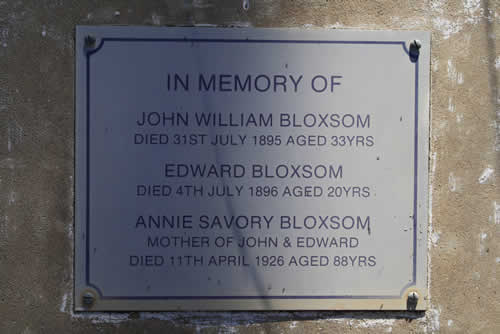 IN MEMORY OF
JOHN WILLIAM BLOXSOM
DIED 31ST JULY 1895 AGED 33YRS
EDWARD BLOXSOM
DIED 4TH JULY 1896 AGED 20YRS
ANNIE SAVORY BLOXSOM
MOTHER OF JOHN & EDWARD
DIED 11TH APRIL 1926 AGED 88YRS